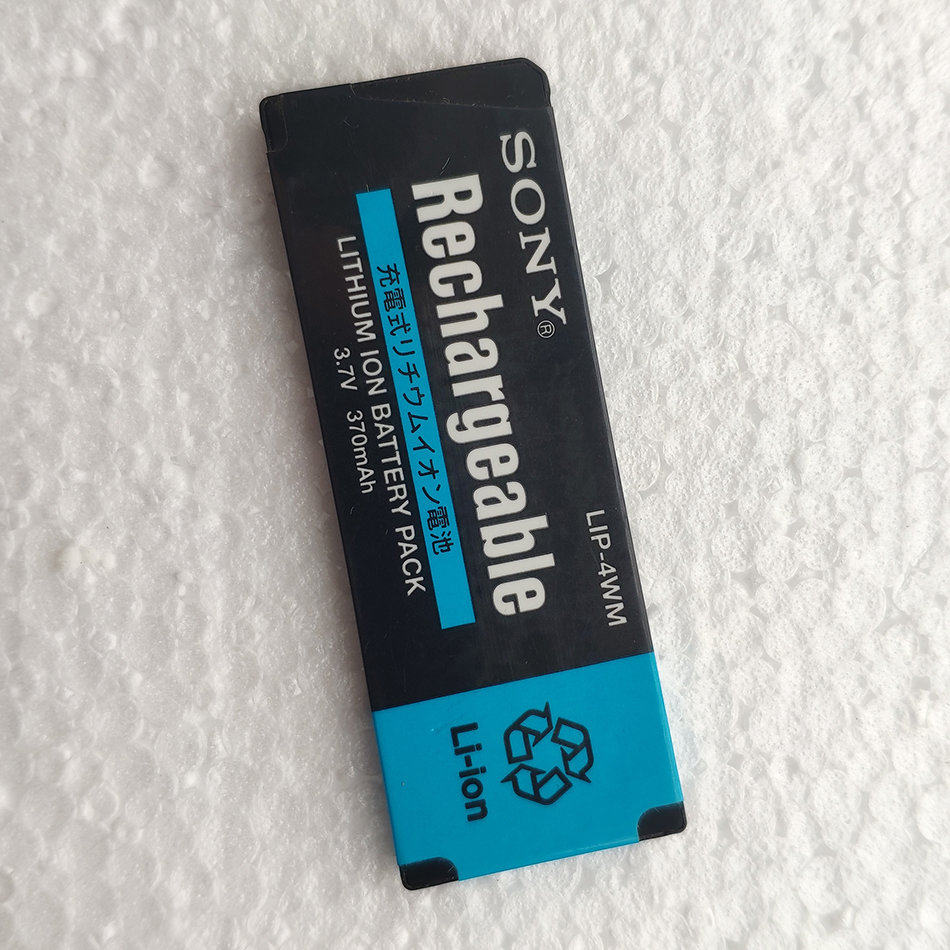 SONY®
Rechargeable
充電式リチウムイオン電池
LITHIUM ION BATTERY PACK
3.7V 370mAh
LIP-4WM
Li-ion